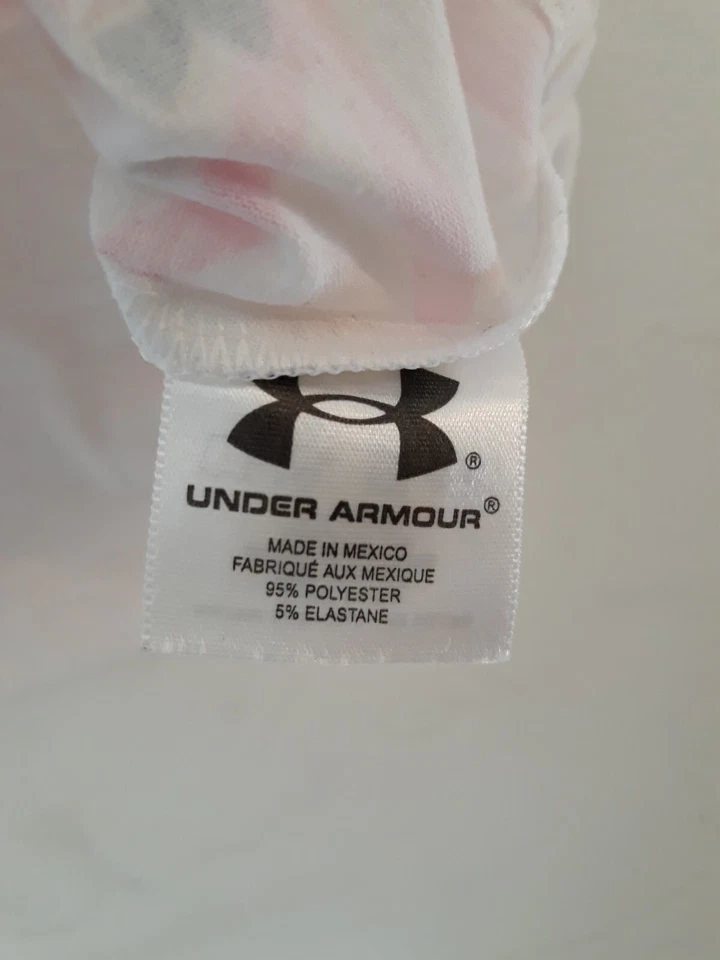 ®
UNDER ARMOUR®
MADE IN MEXICO
FABRIQUÉ AUX MEXIQUE
95% POLYESTER
5% ELASTANE